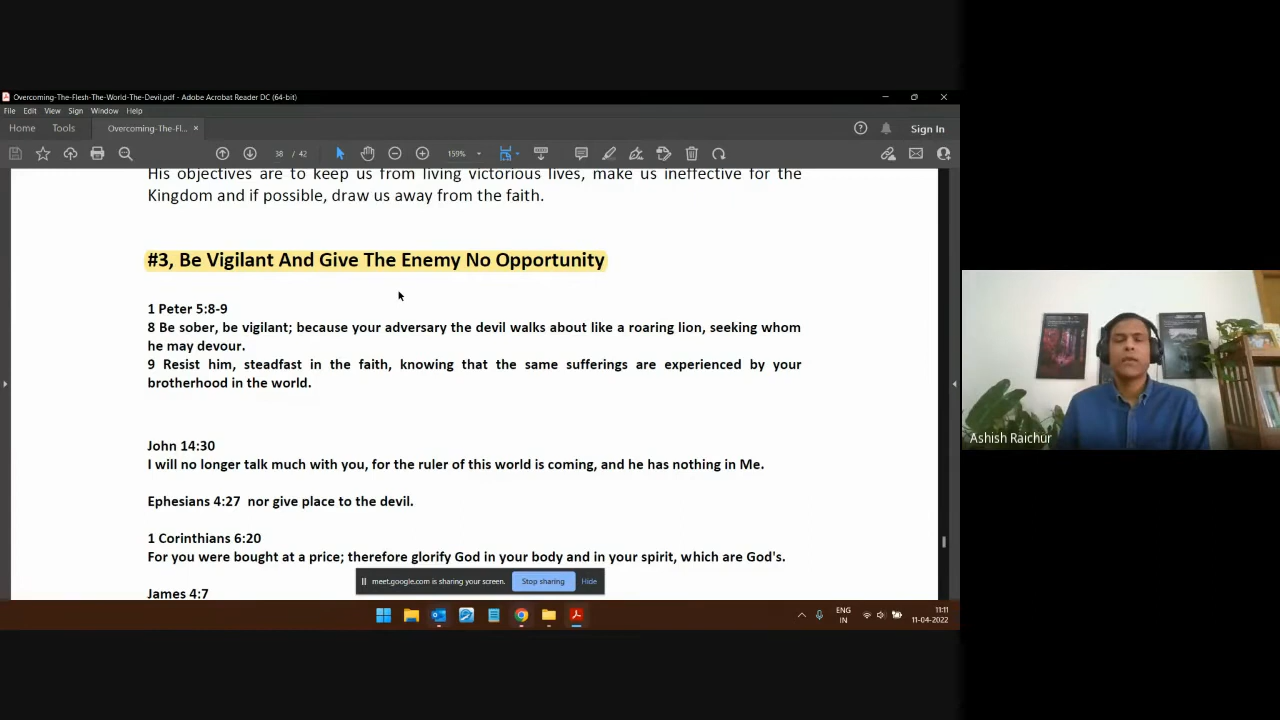 Overcoming-The-Flesh-The-World-The-Devil.pdf - Adobe Acrobat Reader DC (64-bit)
File Edit View Sign Window Help
Home Tools Overcoming-The-Fl... × Sign In
38 / 42 159%
His objectives are to keep us from living victorious lives, make us ineffective for the
Kingdom and if possible, draw us away from the faith.
#3, Be Vigilant And Give The Enemy No Opportunity
1 Peter 5:8-9
8 Be sober, be vigilant; because your adversary the devil walks about like a roaring lion, seeking whom
he may devour.
9 Resist him, steadfast in the faith, knowing that the same sufferings are experienced by your
brotherhood in the world.
John 14:30
I will no longer talk much with you, for the ruler of this world is coming, and he has nothing in Me.
Ephesians 4:27 nor give place to the devil.
1 Corinthians 6:20
For you were bought at a price; therefore glorify God in your body and in your spirit, which are God's.
meet.google.com is sharing your screen. Stop sharing Hide
James 4:7
ENG
IN
11:11
11-04-2022
Ashish Raichur